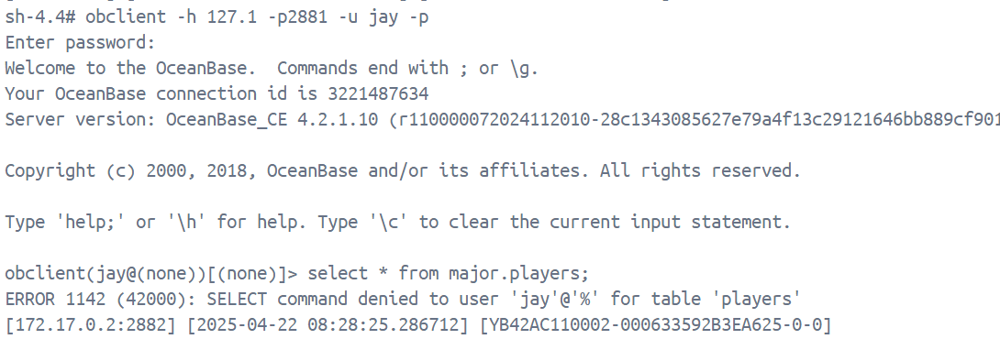 sh-4.4# obclient -h 127.1 -p2881 -u jay -p
Enter password:
Welcome to the OceanBase.  Commands end with ; or \g.
Your OceanBase connection id is 3221487634
Server version: OceanBase_CE 4.2.1.10 (r110000072024112010-28c1343085627e79a4f13c29121646bb889cf901
Copyright (c) 2000, 2018, OceanBase and/or its affiliates. All rights reserved.
Type 'help;' or '\h' for help. Type '\c' to clear the current input statement.
obclient(jay@(none))[(none)]> select * from major.players;
ERROR 1142 (42000): SELECT command denied to user 'jay'@'%' for table 'players'
[172.17.0.2:2882] [2025-04-22 08:28:25.286712] [YB42AC110002-000633592B3EA625-0-0]